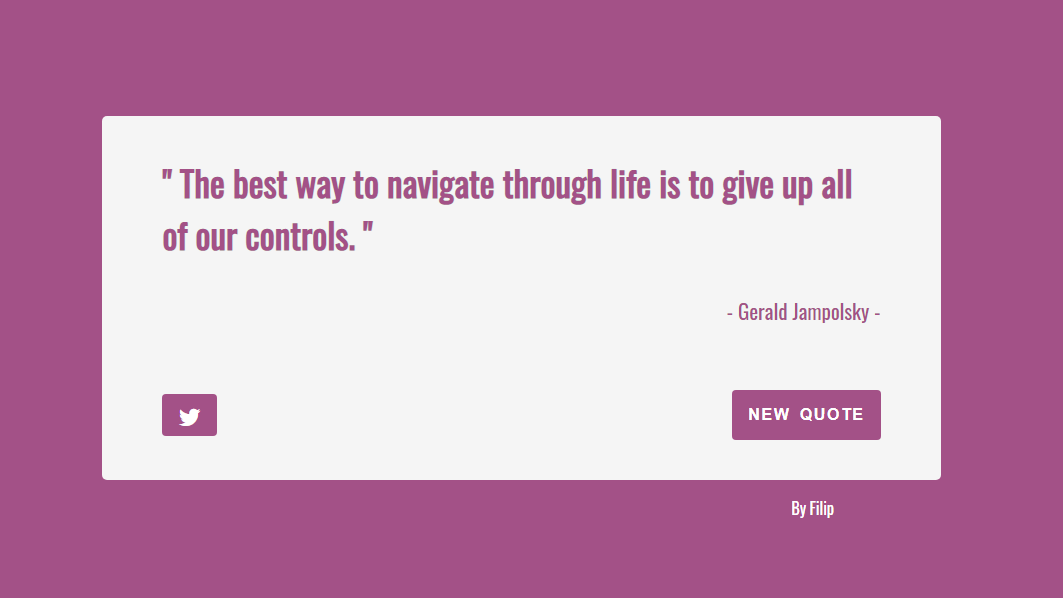 " The best way to navigate through life is to give up all
of our controls. "
- Gerald Jampolsky -
NEW QUOTE
By Filip